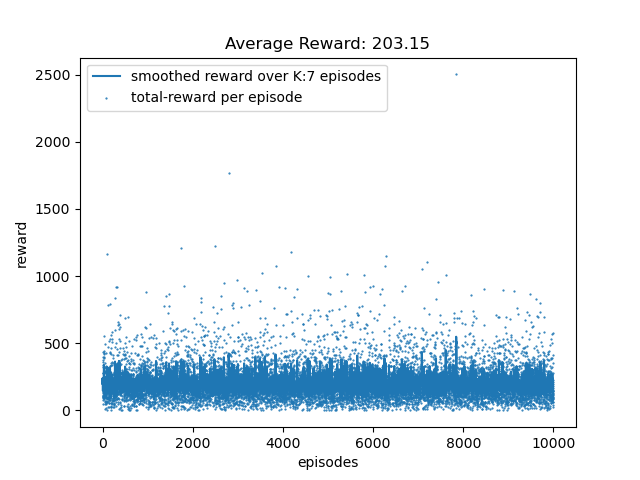 Average Reward: 203.15
smoothed reward over K:7 episodes
total-reward per episode
reward
2500
2000
1500
1000
500
0
0 2000 4000 6000 8000 10000
episodes